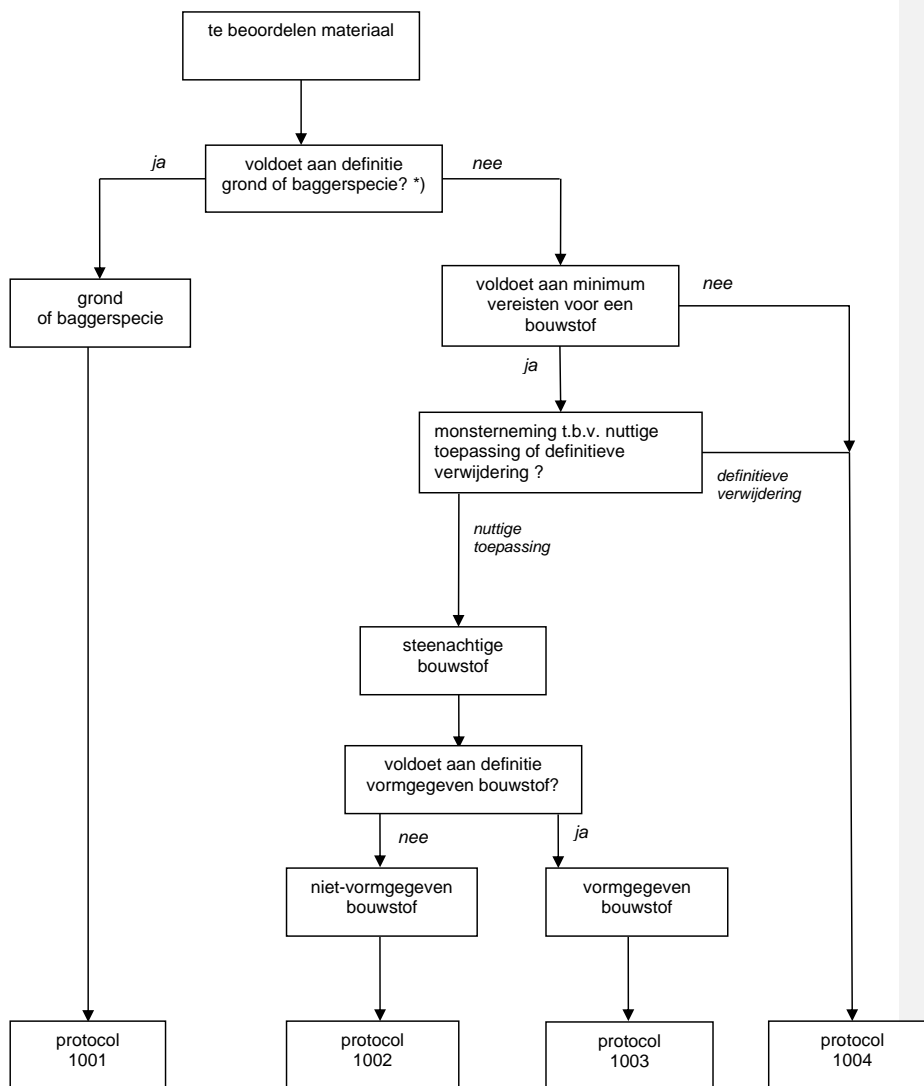 te beoordelen materiaal
ja
voldoet aan definitie
grond of baggerspecie? *)
nee
grond
of baggerspecie
voldoet aan minimum
vereisten voor een
bouwstof
nee
ja
monsterneming t.b.v. nuttige
toepassing of definitieve
verwijdering ?
definitieve
verwijdering
nuttige
toepassing
steenachtige
bouwstof
voldoet aan definitie
vormgegeven bouwstof?
nee
ja
niet-vormgegeven
bouwstof
vormgegeven
bouwstof
protocol
1001
protocol
1002
protocol
1003
protocol
1004